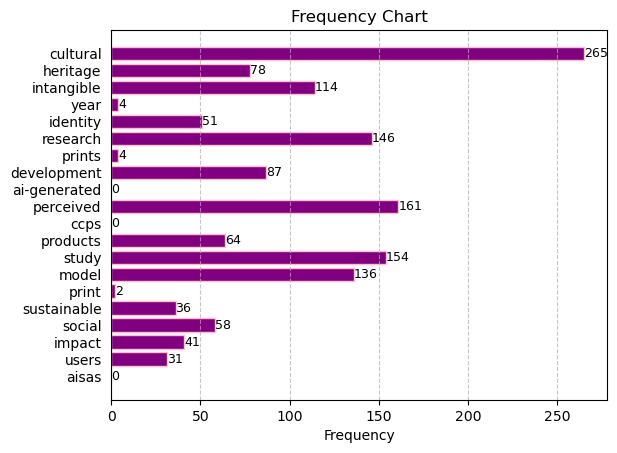 Frequency Chart
cultural 265
heritage 78
intangible 114
year 4
identity 51
research 146
prints 4
development 87
ai-generated 0
perceived 161
ccps 0
products 64
study 154
model 136
print 2
sustainable 36
social 58
impact 41
users 31
aisas 0
0 50 100 150 200 250
Frequency